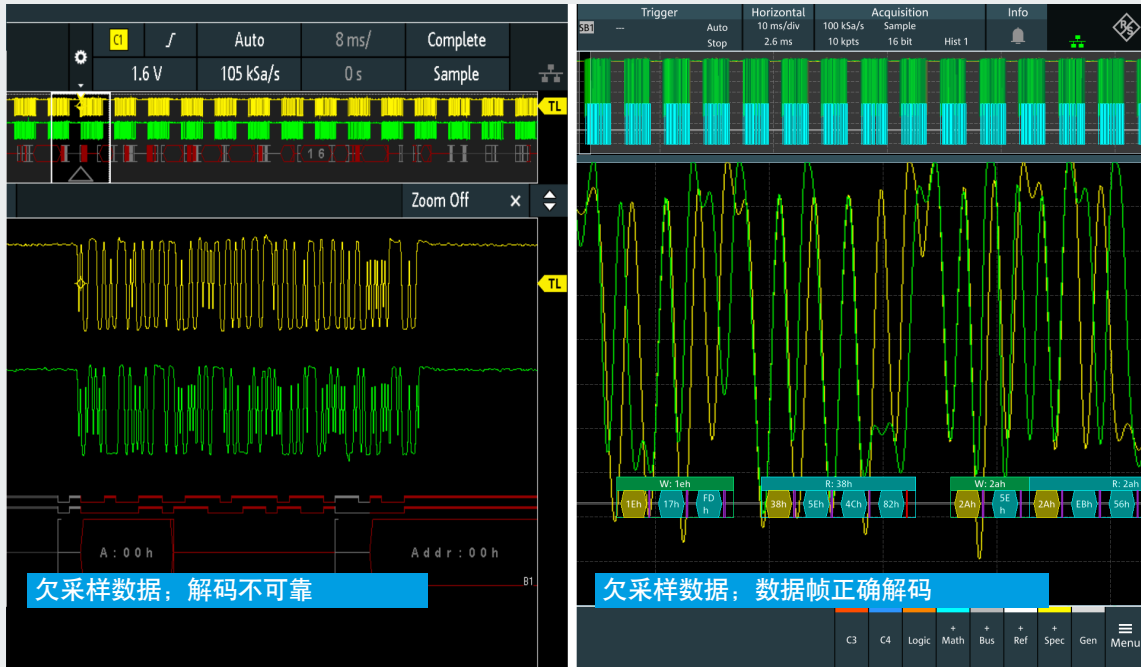 C1
Auto
8 ms/
Complete
1.6 V
105 kSa/s
0 s
Sample
TL
16
Zoom Off
TL
A:00h
Addr:00h
B1
欠采样数据；解码不可靠
Trigger
Horizontal
Acquisition
Info
SB1
---
Auto
10 ms/div
100 kSa/s
Sample
Stop
2.6 ms
10 kpts
16 bit
Hist 1
R&S
W: 1eh
R: 38h
W: 2ah
R: 2ah
1Eh
17h
FD
h
38h
5Eh
4Ch
82h
2Ah
5E
h
2Ah
EBh
56h
欠采样数据；数据帧正确解码
C3
C4
Logic
+
Math
+
Bus
+
Ref
+
Spec
Gen
Menu